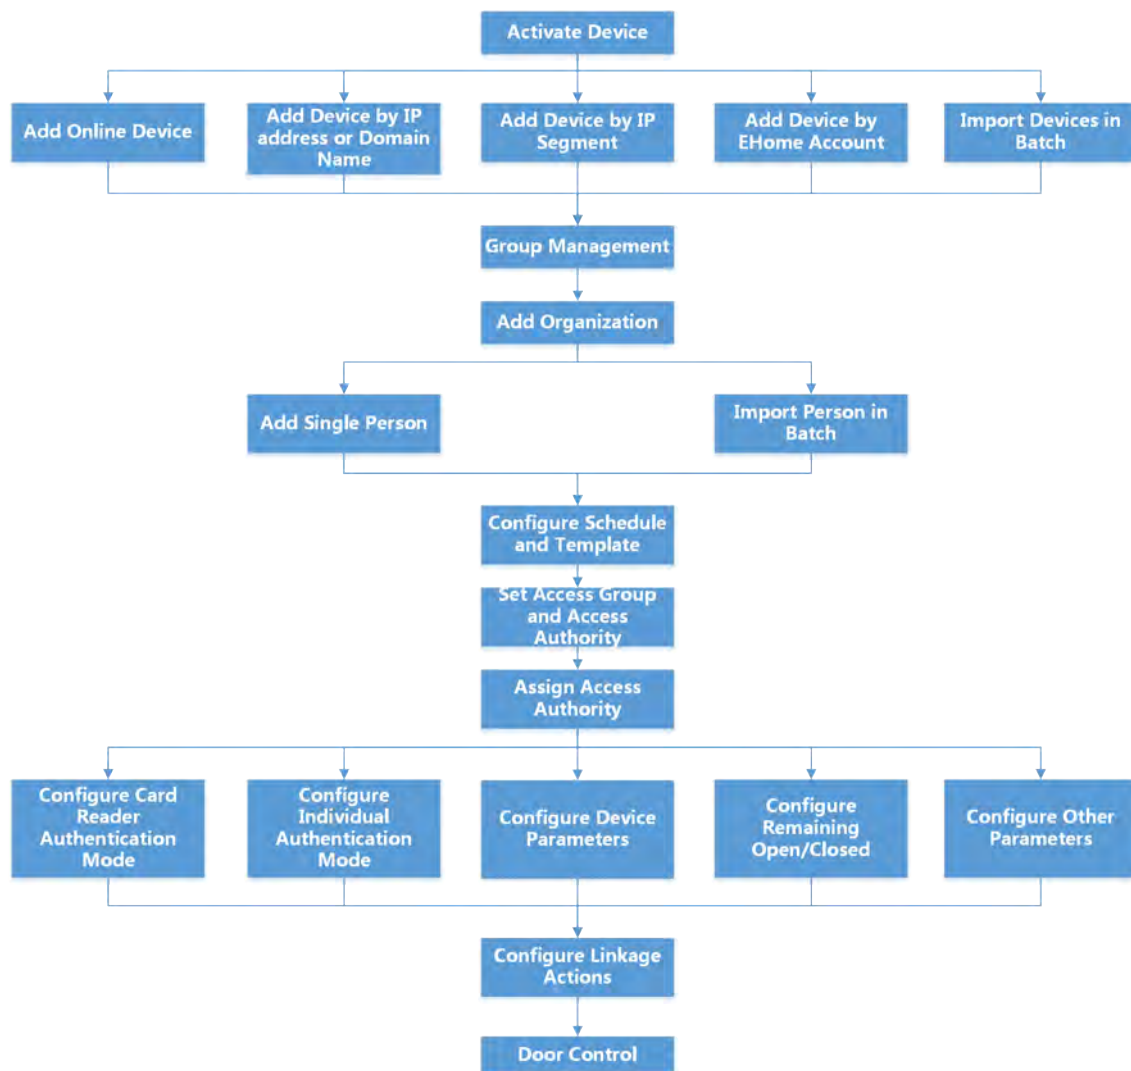 Activate Device
Add Online Device
Add Device by IP
address or Domain
Name
Add Device by IP
Segment
Add Device by
EHome Account
Import Devices in
Batch
Group Management
Add Organization
Add Single Person
Import Person in
Batch
Configure Schedule
and Template
Set Access Group
and Access
Authority
Assign Access
Authority
Configure Card
Reader
Authentication
Mode
Configure
Individual
Authentication
Mode
Configure Device
Parameters
Configure
Remaining
Open/Closed
Configure Other
Parameters
Configure Linkage
Actions
Door Control